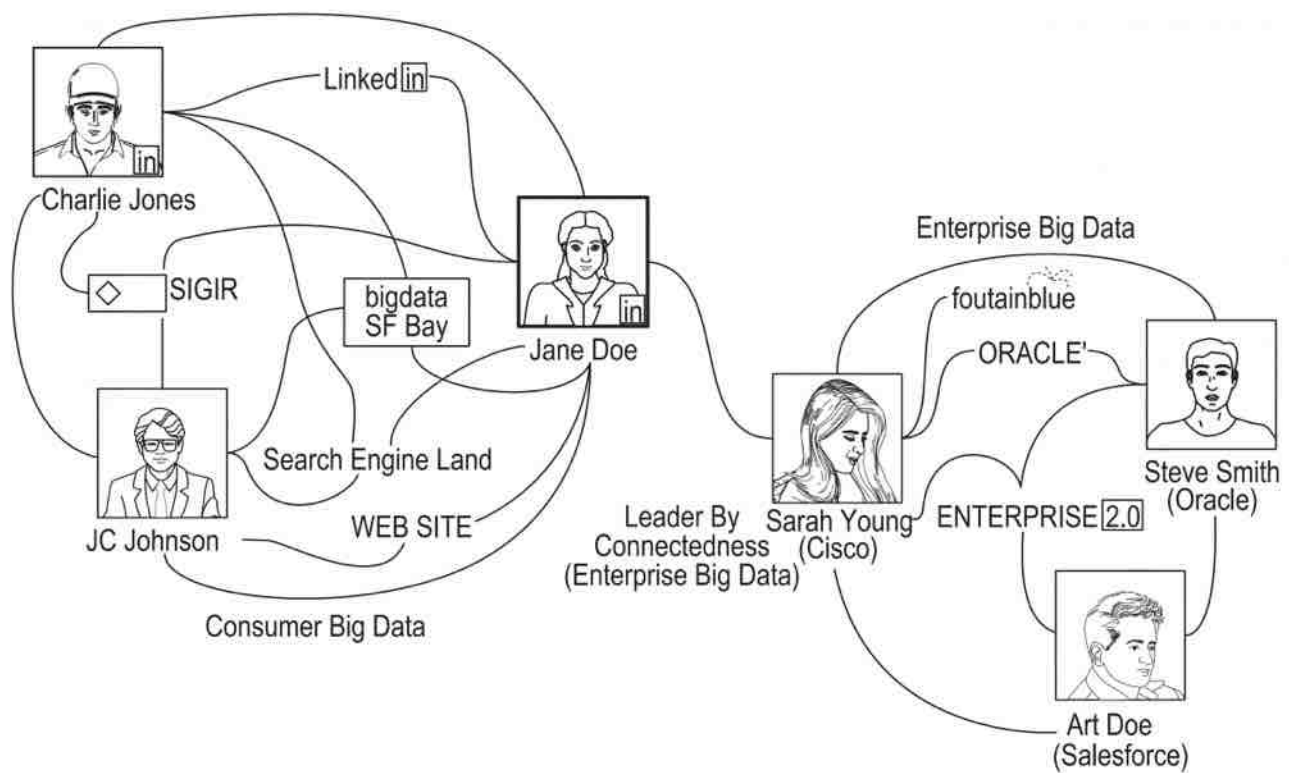 Linked in
in
Charlie Jones
SIGIR
bigdata
SF Bay
in
Jane Doe
Search Engine Land
WEB SITE
JC Johnson
Consumer Big Data
Enterprise Big Data
foutainblue
ORACLE'
Steve Smith
(Oracle)
Leader By
Connectedness
(Enterprise Big Data)
Sarah Young
(Cisco)
ENTERPRISE 2.0
Art Doe
(Salesforce)